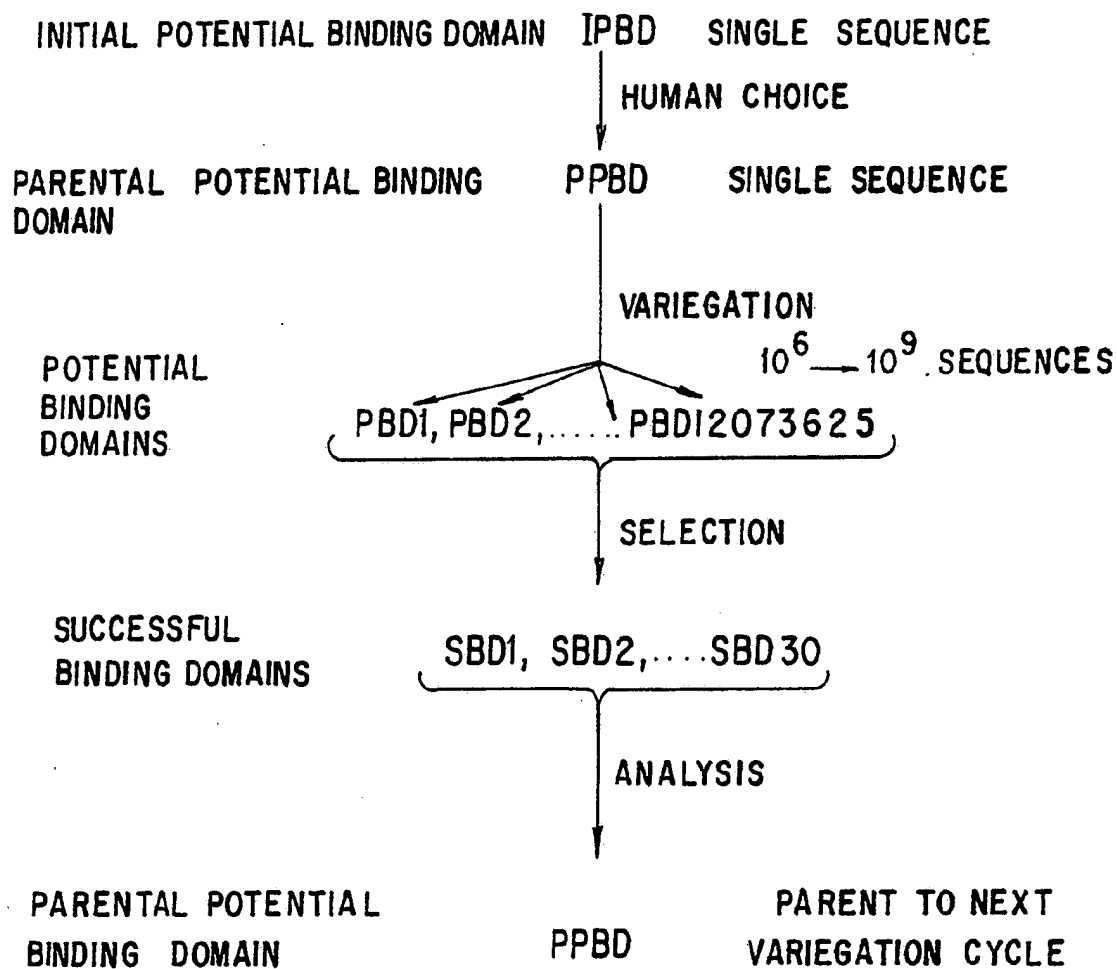 INITIAL POTENTIAL BINDING DOMAIN IPBD SINGLE SEQUENCE
HUMAN CHOICE
PARENTAL POTENTIAL BINDING DOMAIN PPBD SINGLE SEQUENCE
VARIEGATION
10^6 → 10^9 SEQUENCES
POTENTIAL BINDING DOMAINS
PBD1, PBD2,...... PBD12073625
SELECTION
SUCCESSFUL BINDING DOMAINS
SBD1, SBD2,....SBD30
ANALYSIS
PARENTAL POTENTIAL BINDING DOMAIN
PPBD
PARENT TO NEXT VARIEGATION CYCLE